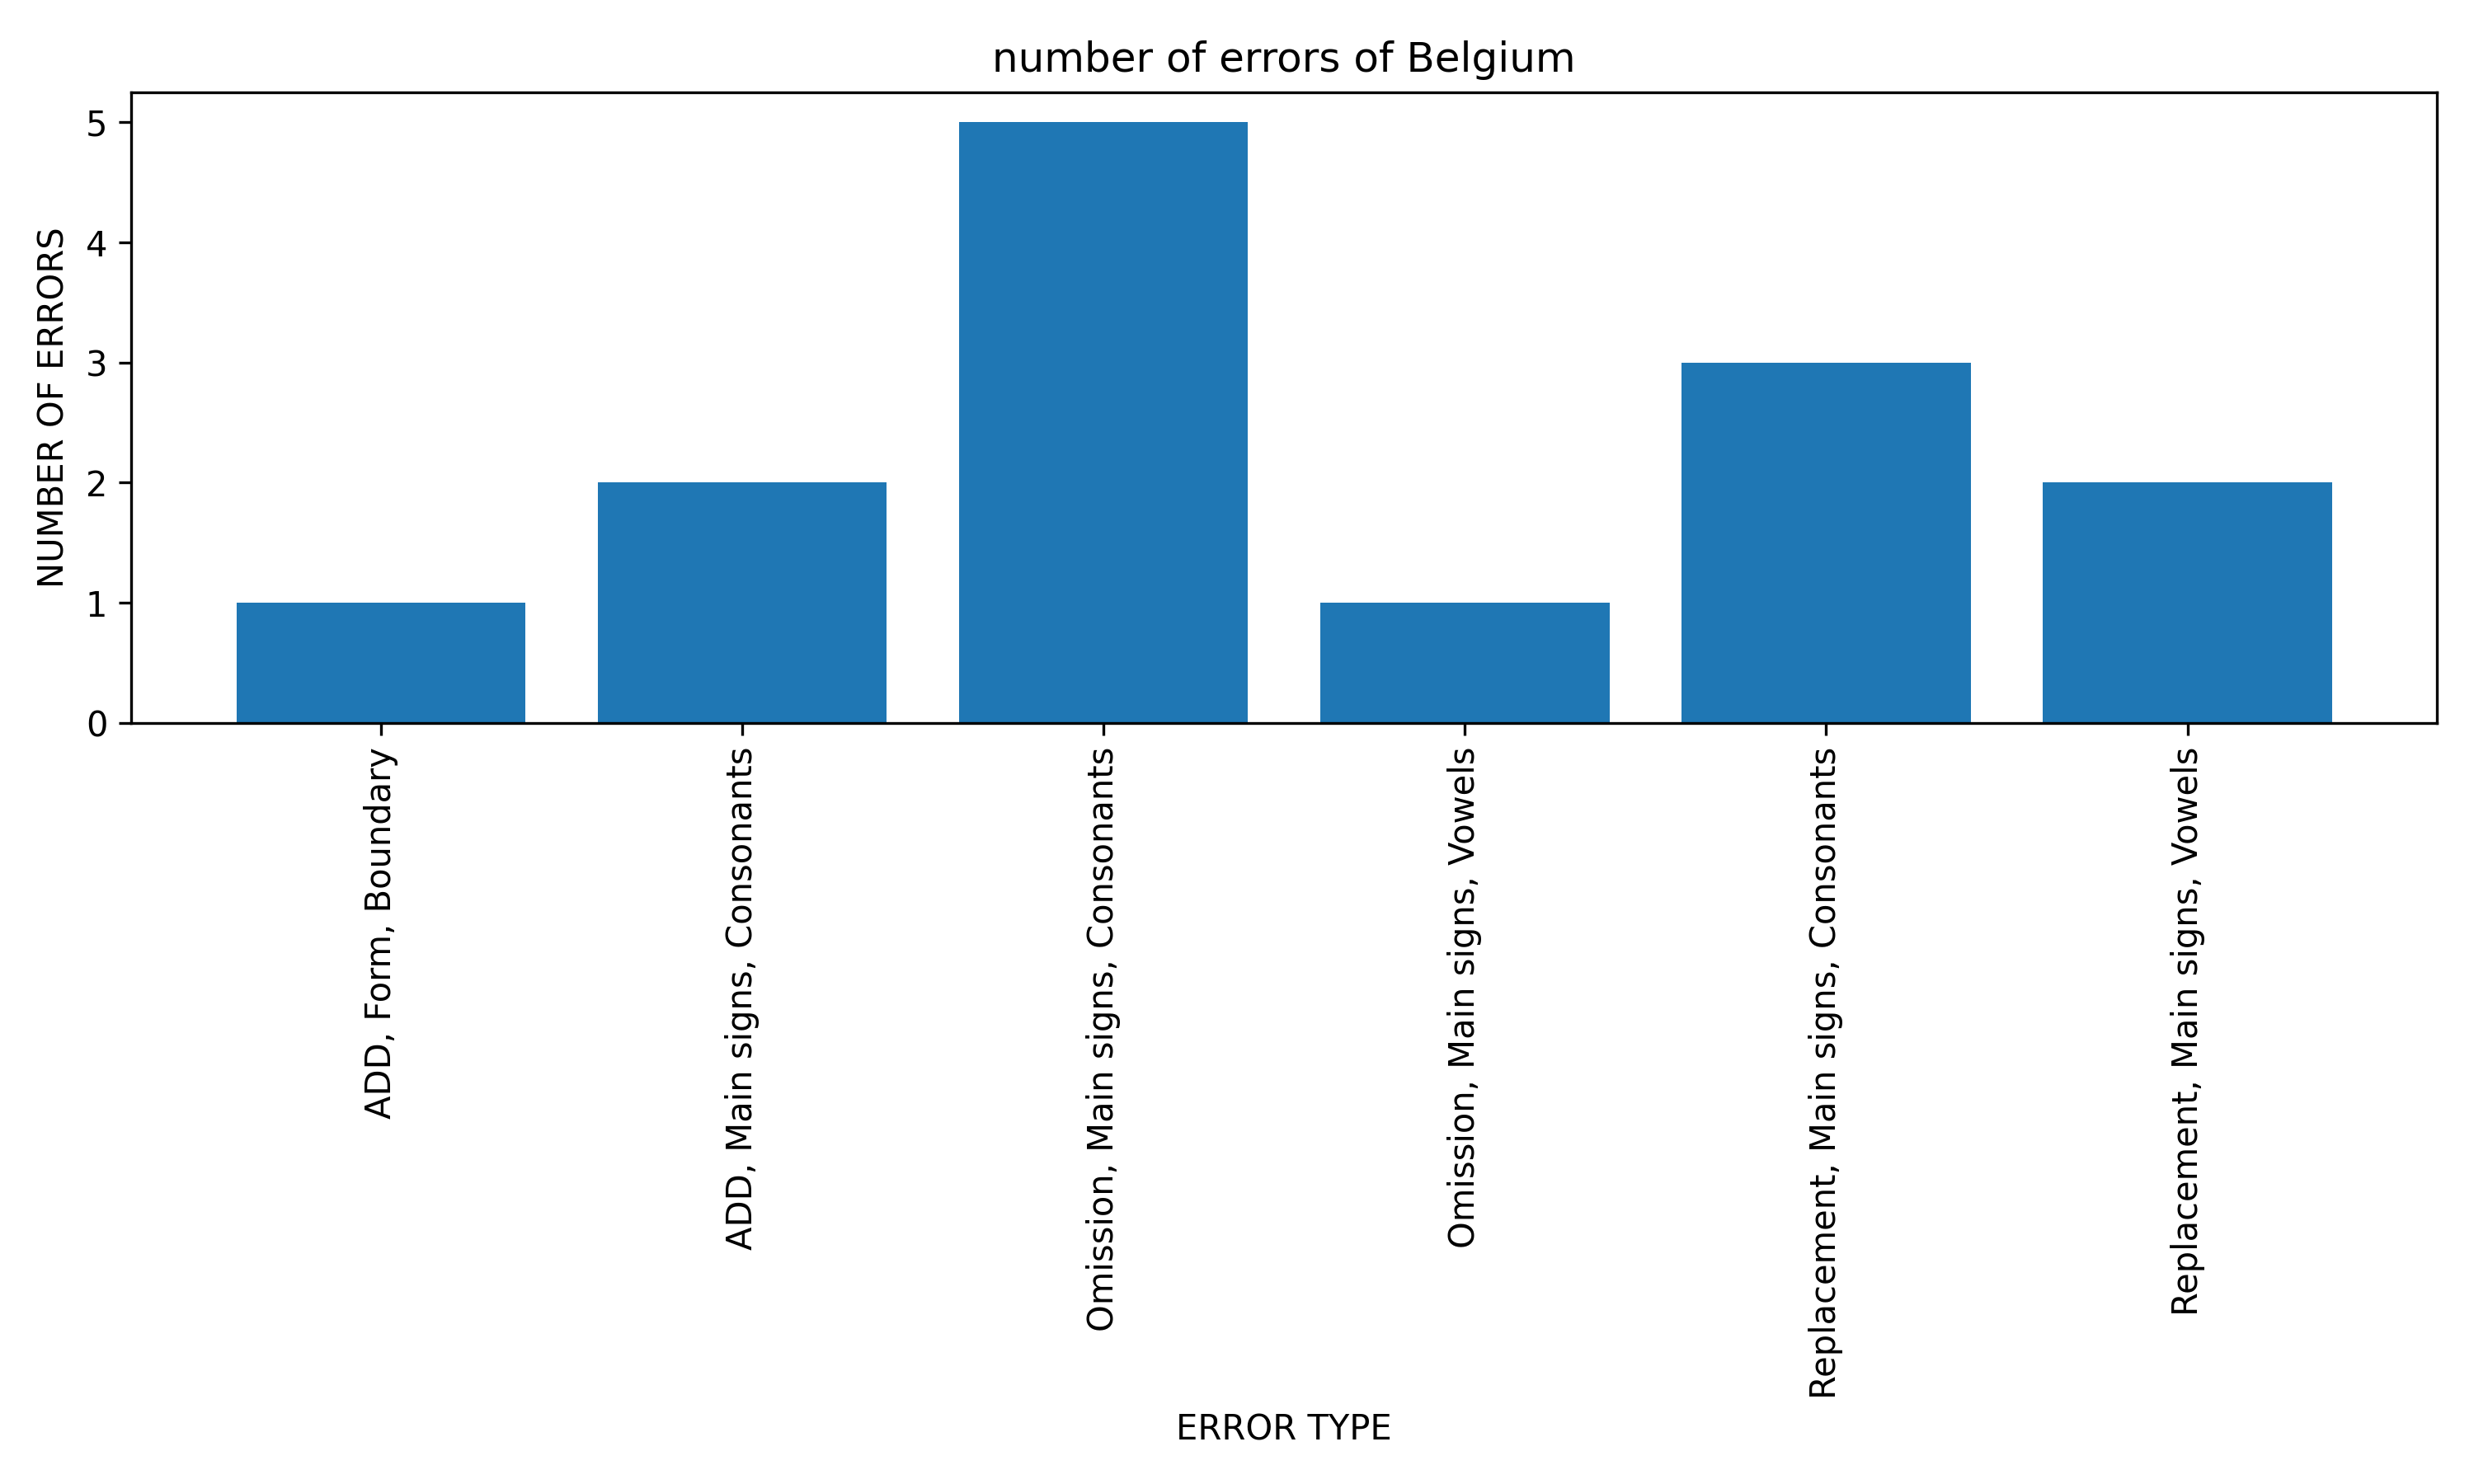 number of errors of Belgium
NUMBER OF ERRORS
5
4
3
2
1
0
ADD, Form, Boundary
ADD, Main signs, Consonants
Omission, Main signs, Consonants
Omission, Main signs, Vowels
Replacement, Main signs, Consonants
Replacement, Main signs, Vowels
ERROR TYPE